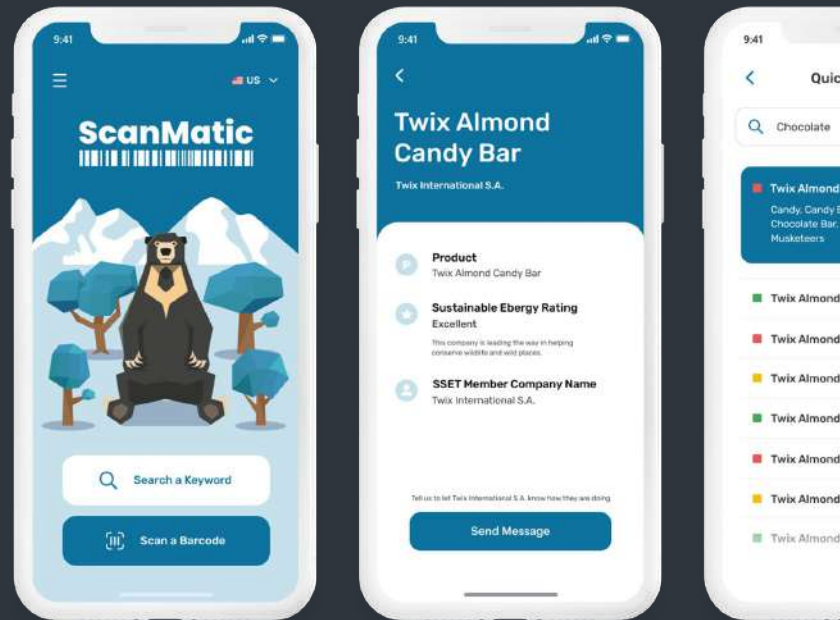 9:41
US
ScanMatic
Search a Keyword
Scan a Barcode
9:41
Twix Almond
Candy Bar
Twix International S.A.
P
Product
Twix Almond Candy Bar
Sustainable Ebergy Rating
Excellent
This company is leading the way in helping
conserve wildlife and wild places.
SSET Member Company Name
Twix International S.A.
Tell us to let Twix International S.A. know how they are doing
Send Message
9:41
Quic
Chocolate
Twix Almond
Candy, Candy B
Chocolate Bar,
Musketeers
Twix Almond
Twix Almond
Twix Almond
Twix Almond
Twix Almond
Twix Almond
Twix Almond